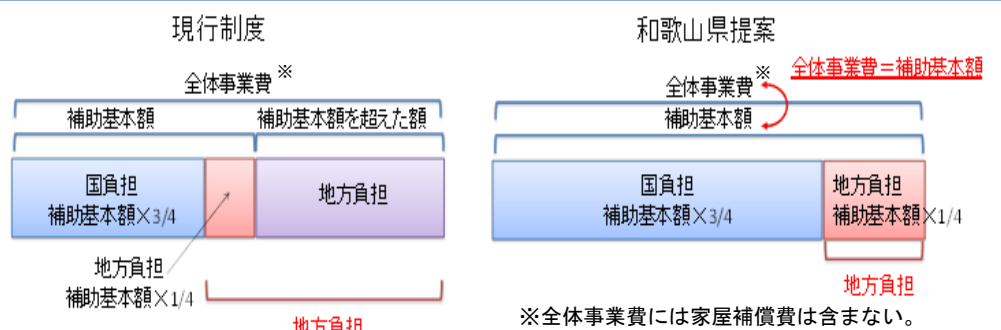 現行制度
全体事業費※
補助基本額
補助基本額を超えた額
国負担
補助基本額×3/4
地方負担
地方負担
補助基本額×1/4
地方負担
和歌山県提案
全体事業費＝補助基本額
全体事業費※
補助基本額
国負担
補助基本額×3/4
地方負担
補助基本額×1/4
地方負担
※全体事業費には家屋補償費は含まない。